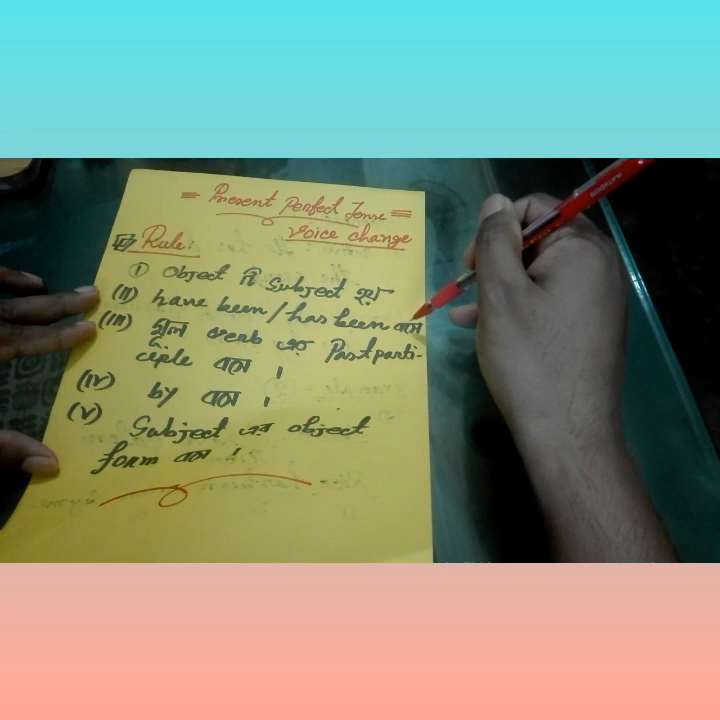 = Present Perfect Tense =
Voice change
Rule:
(I) Object টি Subject হয়
(II) have been / has been বসে
(III) মূল verb এর Past parti-
ciple বসে ।
(IV) by বসে ।
(V) Subject এর object
form বসে ।
MATADOR